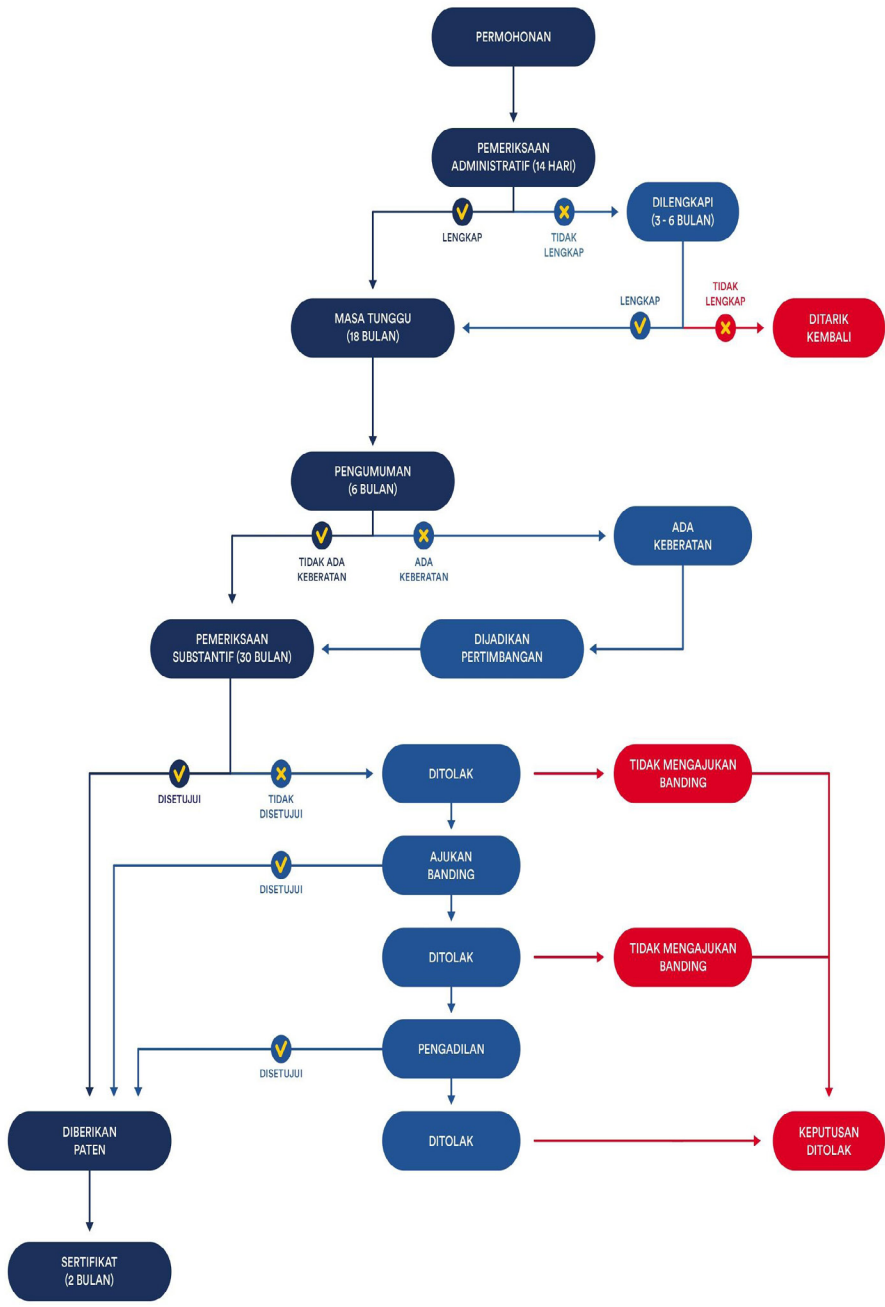 PERMOHONAN
PEMERIKSAAN
ADMINISTRATIF (14 HARI)
DILENGKAPI
(3 - 6 BULAN)
LENGKAP
TIDAK
LENGKAP
LENGKAP
TIDAK
LENGKAP
MASA TUNGGU
(18 BULAN)
DITARIK
KEMBALI
PENGUMUMAN
(6 BULAN)
TIDAK ADA
KEBERATAN
ADA
KEBERATAN
ADA
KEBERATAN
PEMERIKSAAN
SUBSTANTIF (30 BULAN)
DIJADIKAN
PERTIMBANGAN
DISETUJUI
TIDAK
DISETUJUI
DITOLAK
TIDAK MENGAJUKAN
BANDING
DISETUJUI
AJUKAN
BANDING
DITOLAK
TIDAK MENGAJUKAN
BANDING
DISETUJUI
PENGADILAN
DIBERIKAN
PATEN
DITOLAK
KEPUTUSAN
DITOLAK
SERTIFIKAT
(2 BULAN)